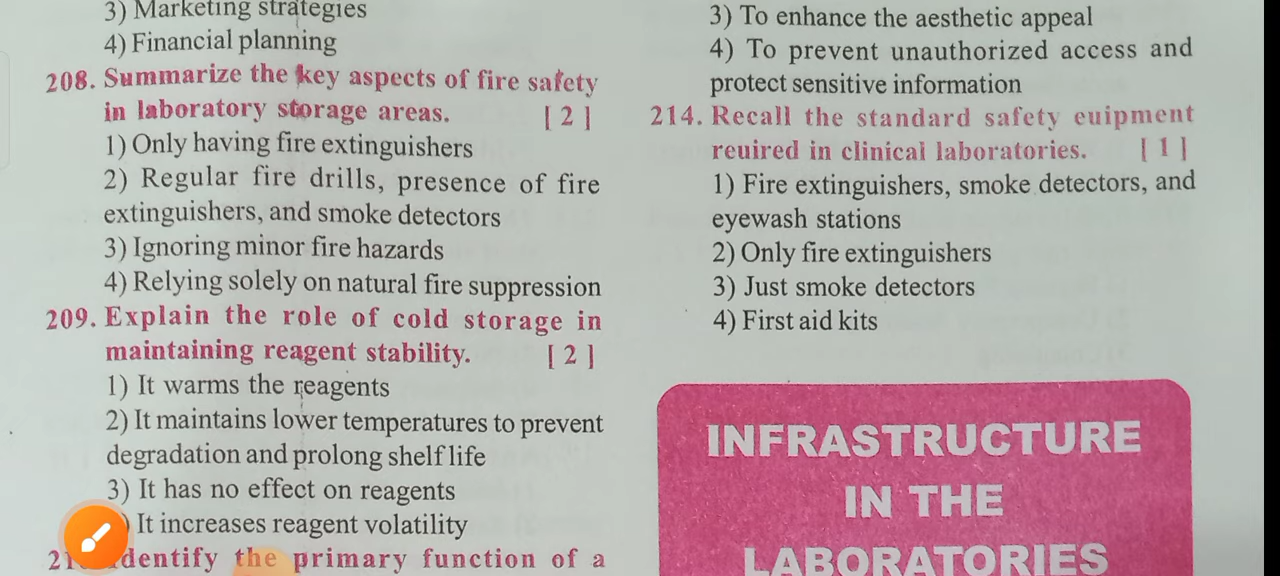 3) Marketing strategies
4) Financial planning
208. Summarize the key aspects of fire safety
in laboratory storage areas. [ 2 ]
1) Only having fire extinguishers
2) Regular fire drills, presence of fire
extinguishers, and smoke detectors
3) Ignoring minor fire hazards
4) Relying solely on natural fire suppression
209. Explain the role of cold storage in
maintaining reagent stability. [ 2 ]
1) It warms the reagents
2) It maintains lower temperatures to prevent
degradation and prolong shelf life
3) It has no effect on reagents
) It increases reagent volatility
21 dentify the primary function of a
3) To enhance the aesthetic appeal
4) To prevent unauthorized access and
protect sensitive information
214. Recall the standard safety euipment
reuired in clinical laboratories. [ 1 ]
1) Fire extinguishers, smoke detectors, and
eyewash stations
2) Only fire extinguishers
3) Just smoke detectors
4) First aid kits
INFRASTRUCTURE
IN THE
LABORATORIES